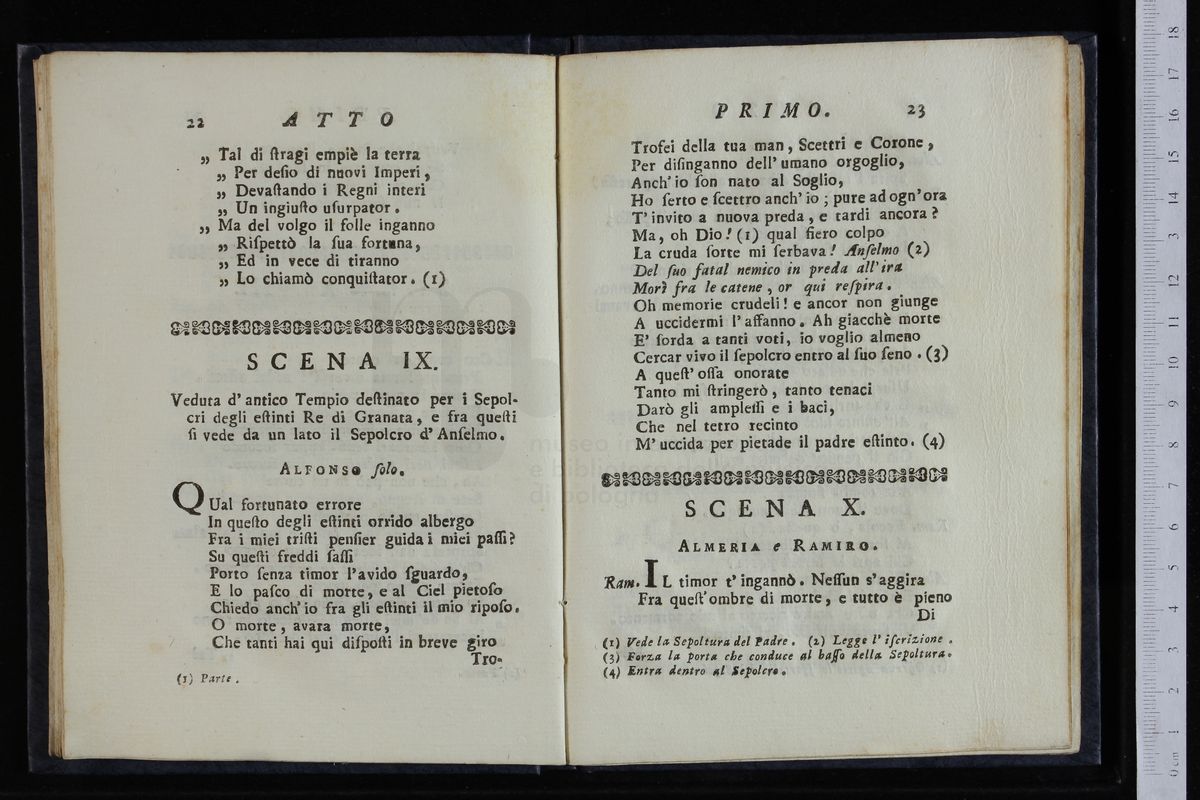 22 ATTO
„ Tal di ſtragi empiè la terra
„ Per deſio di nuovi Imperi,
„ Devaſtando i Regni interi
„ Un ingiuſto uſurpator.
„ Ma del volgo il folle inganno
„ Riſpettò la ſua fortuna,
„ Ed in vece di tiranno
„ Lo chiamò conquiſtator. (1)
SCENA IX.
Veduta d'antico Tempio deſtinato per i Sepol-
cri degli eſtinti Re di Granata, e fra queſti
ſi vede da un lato il Sepolcro d'Anſelmo.
ALFONSO ſolo.
QUal fortunato errore
In queſto degli eſtinti orrido albergo
Fra i miei triſti penſier guida i miei paſſi?
Su queſti freddi ſaſſi
Porto ſenza timor l'avido ſguardo,
E lo paſco di morte, e al Ciel pietoſo
Chiedo anch'io fra gli eſtinti il mio ripoſo.
O morte, avara morte,
Che tanti hai qui diſpoſti in breve giro
Tro-
(1) Parte.
PRIMO. 23
Trofei della tua man, Scettri e Corone,
Per diſinganno dell'umano orgoglio,
Anch'io ſon nato al Soglio,
Ho ſerto e ſcettro anch'io; pure ad ogn'ora
T'invito a nuova preda, e tardi ancora?
Ma, oh Dio! (1) qual fiero colpo
La cruda ſorte mi ſerbava! Anſelmo (2)
Del ſuo fatal nemico in preda all'ira
Morì fra le catene, or qui reſpira.
Oh memorie crudeli! e ancor non giunge
A uccidermi l'affanno. Ah giacchè morte
E' ſorda a tanti voti, io voglio almeno
Cercar vivo il ſepolcro entro al ſuo ſeno. (3)
A queſt'oſſa onorate
Tanto mi ſtringerò, tanto tenaci
Darò gli ampleſſi e i baci,
Che nel tetro recinto
M'uccida per pietade il padre eſtinto. (4)
SCENA X.
ALMERIA e RAMIRO.
Ram. IL timor t'ingannò. Neſſun s'aggira
Fra queſt'ombre di morte, e tutto è pieno
Di
(1) Vede la Sepoltura del Padre. (2) Legge l'iſcrizione.
(3) Forza la porta che conduce al baſſo della Sepoltura.
(4) Entra dentro al Sepolcro.